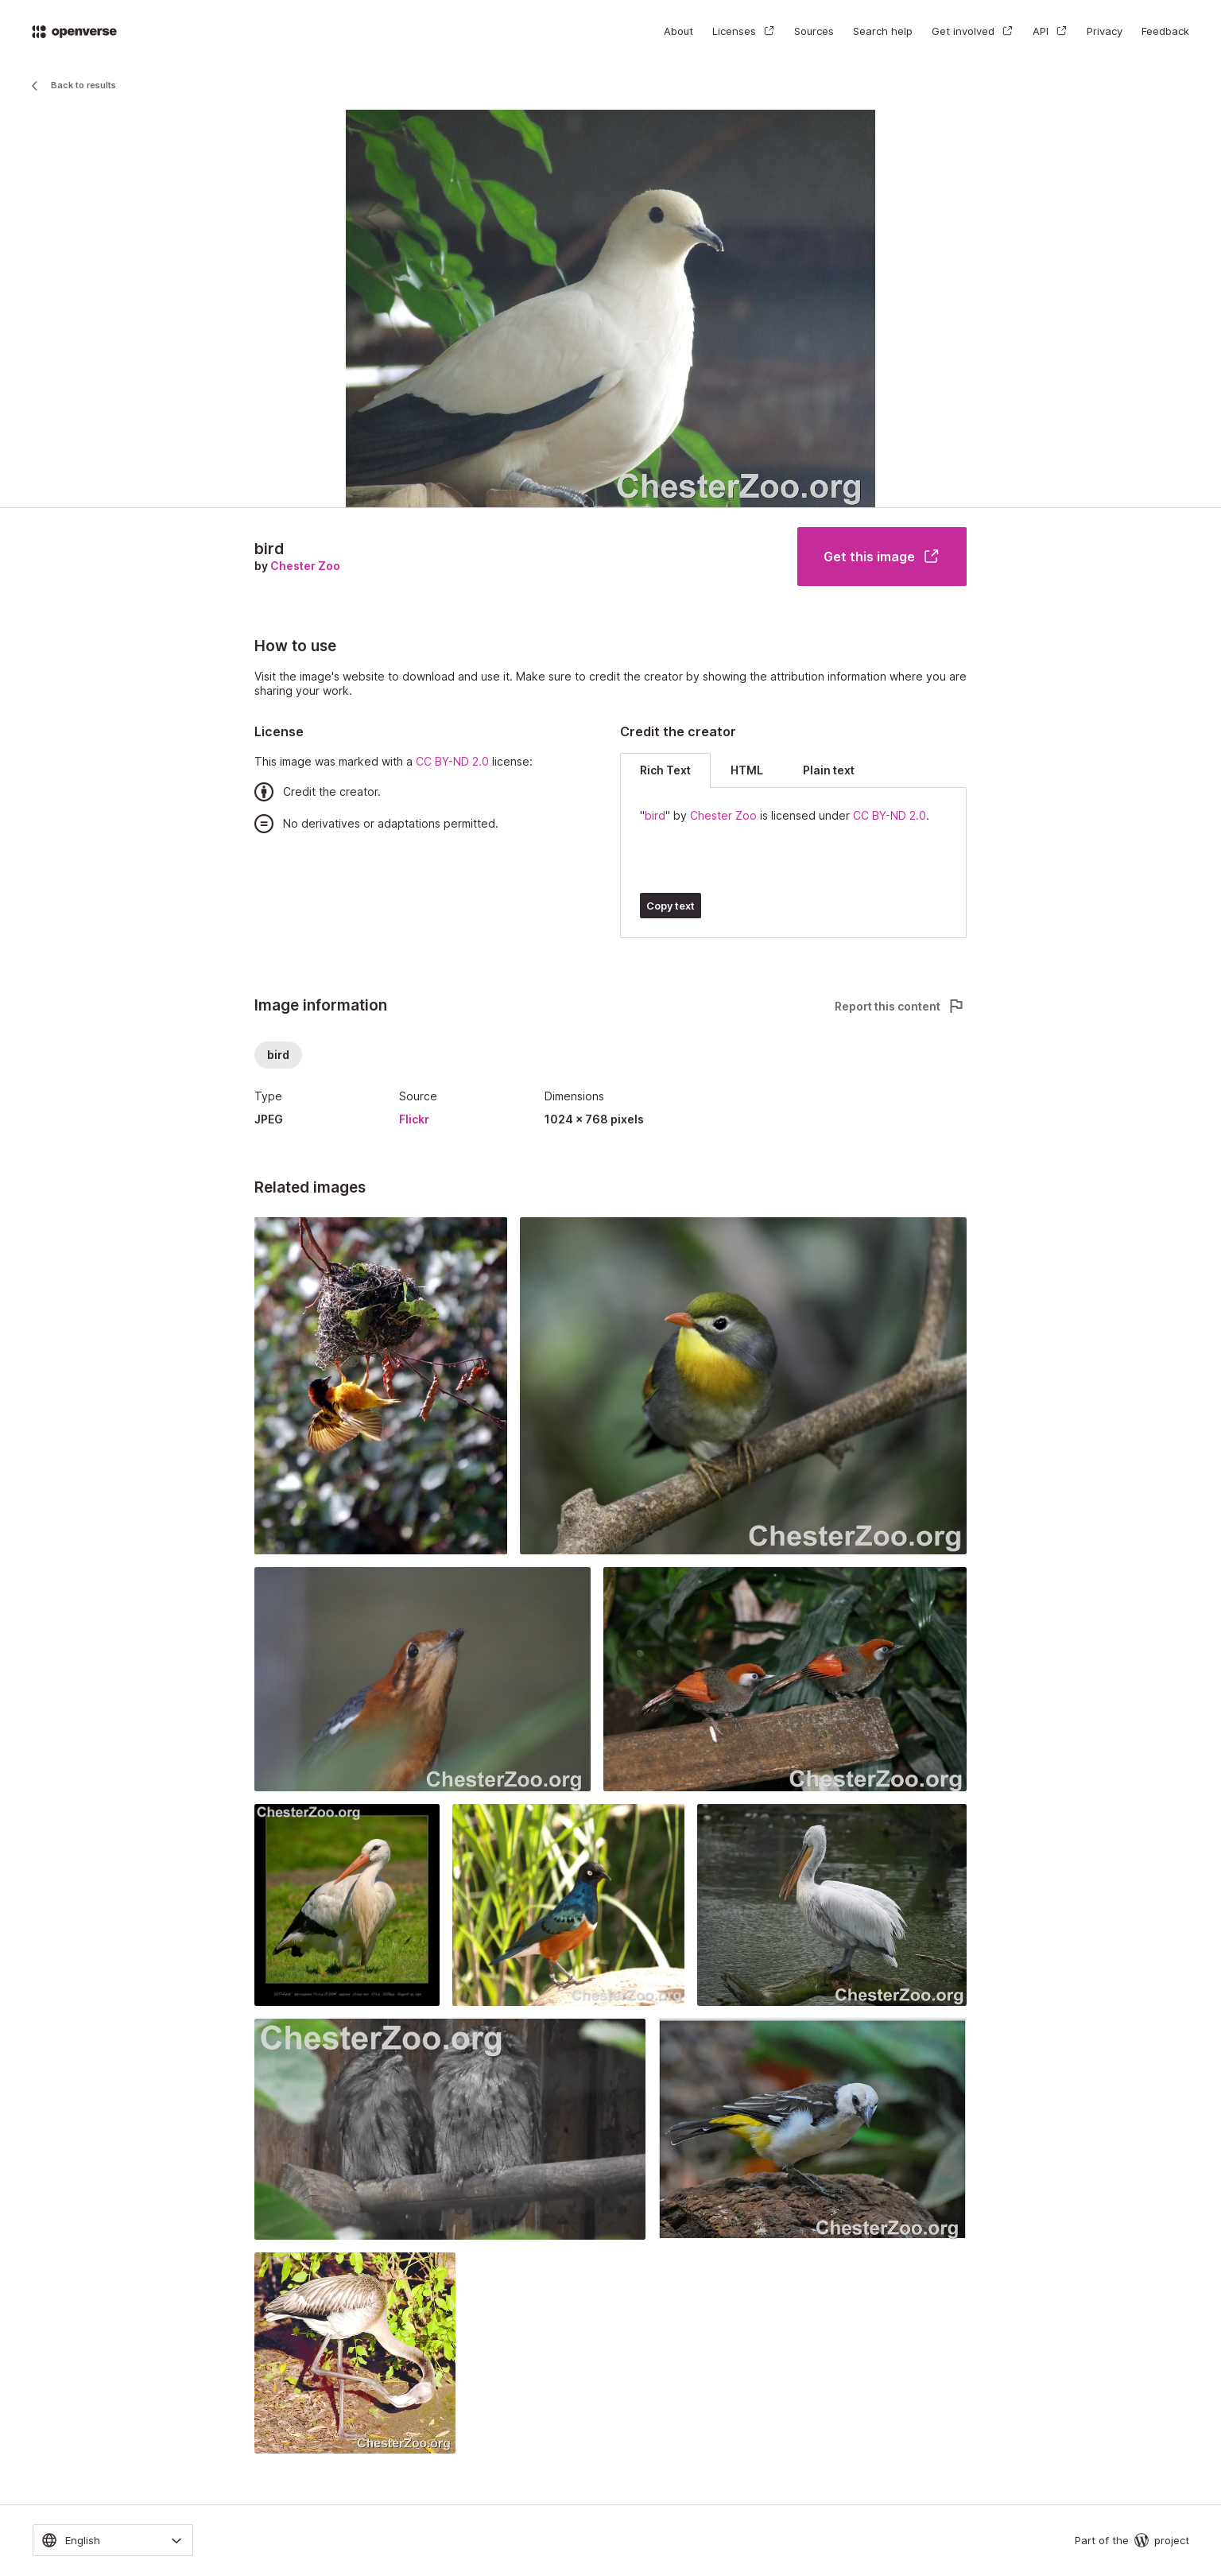 openverse
About Licenses Sources Search help Get involved API Privacy Feedback
Back to results
ChesterZoo.org
bird
by Chester Zoo
Get this image
How to use
Visit the image's website to download and use it. Make sure to credit the creator by showing the attribution information where you are
sharing your work.
License
This image was marked with a CC BY-ND 2.0 license:
Credit the creator.
No derivatives or adaptations permitted.
Credit the creator
Rich Text HTML Plain text
"bird" by Chester Zoo is licensed under CC BY-ND 2.0.
Copy text
Image information
Report this content
bird
Type Source Dimensions
JPEG Flickr 1024 × 768 pixels
Related images
ChesterZoo.org
ChesterZoo.org
ChesterZoo.org
ChesterZoo.org
ChesterZoo.org
ChesterZoo.org
ChesterZoo.org
ChesterZoo.org
ChesterZoo.org
English
Part of the project